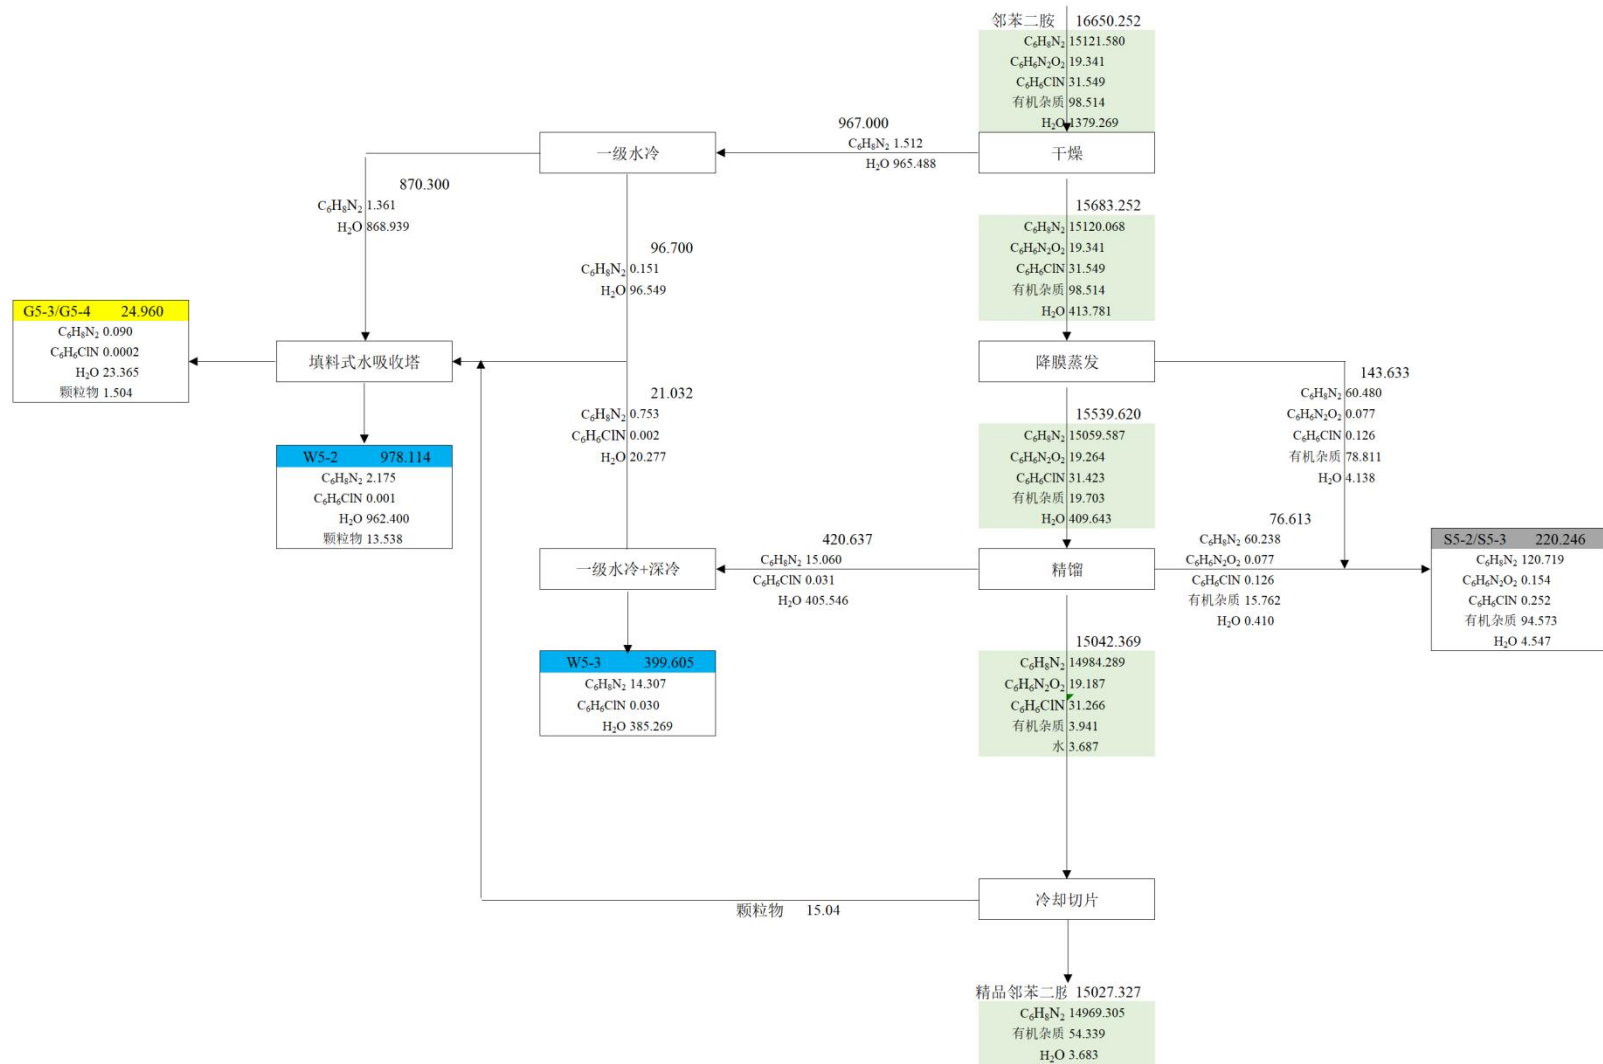 邻苯二胺 16650.252
C₆H₈N₂ 15121.580
C₆H₆N₂O₂ 19.341
C₆H₆ClN 31.549
有机杂质 98.514
H₂O 1379.269
干燥
967.000
C₆H₈N₂ 1.512
H₂O 965.488
一级水冷
870.300
C₆H₈N₂ 1.361
H₂O 868.939
96.700
C₆H₈N₂ 0.151
H₂O 96.549
15683.252
C₆H₈N₂ 15120.068
C₆H₆N₂O₂ 19.341
C₆H₆ClN 31.549
有机杂质 98.514
H₂O 413.781
G5-3/G5-4 24.960
C₆H₈N₂ 0.090
C₆H₆ClN 0.0002
H₂O 23.365
颗粒物 1.504
填料式水吸收塔
降膜蒸发
143.633
C₆H₈N₂ 60.480
C₆H₆N₂O₂ 0.077
C₆H₆ClN 0.126
有机杂质 78.811
H₂O 4.138
21.032
C₆H₈N₂ 0.753
C₆H₆ClN 0.002
H₂O 20.277
15539.620
C₆H₈N₂ 15059.587
C₆H₆N₂O₂ 19.264
C₆H₆ClN 31.423
有机杂质 19.703
H₂O 409.643
W5-2 978.114
C₆H₈N₂ 2.175
C₆H₆ClN 0.001
H₂O 962.400
颗粒物 13.538
420.637
C₆H₈N₂ 15.060
C₆H₆ClN 0.031
H₂O 405.546
一级水冷+深冷
精馏
76.613
C₆H₈N₂ 60.238
C₆H₆N₂O₂ 0.077
C₆H₆ClN 0.126
有机杂质 15.762
H₂O 0.410
S5-2/S5-3 220.246
C₆H₈N₂ 120.719
C₆H₆N₂O₂ 0.154
C₆H₆ClN 0.252
有机杂质 94.573
H₂O 4.547
W5-3 399.605
C₆H₈N₂ 14.307
C₆H₆ClN 0.030
H₂O 385.269
15042.369
C₆H₈N₂ 14984.289
C₆H₆N₂O₂ 19.187
C₆H₆ClN 31.266
有机杂质 3.941
水 3.687
冷却切片
颗粒物 15.04
精品邻苯二胺 15027.327
C₆H₈N₂ 14969.305
有机杂质 54.339
H₂O 3.683